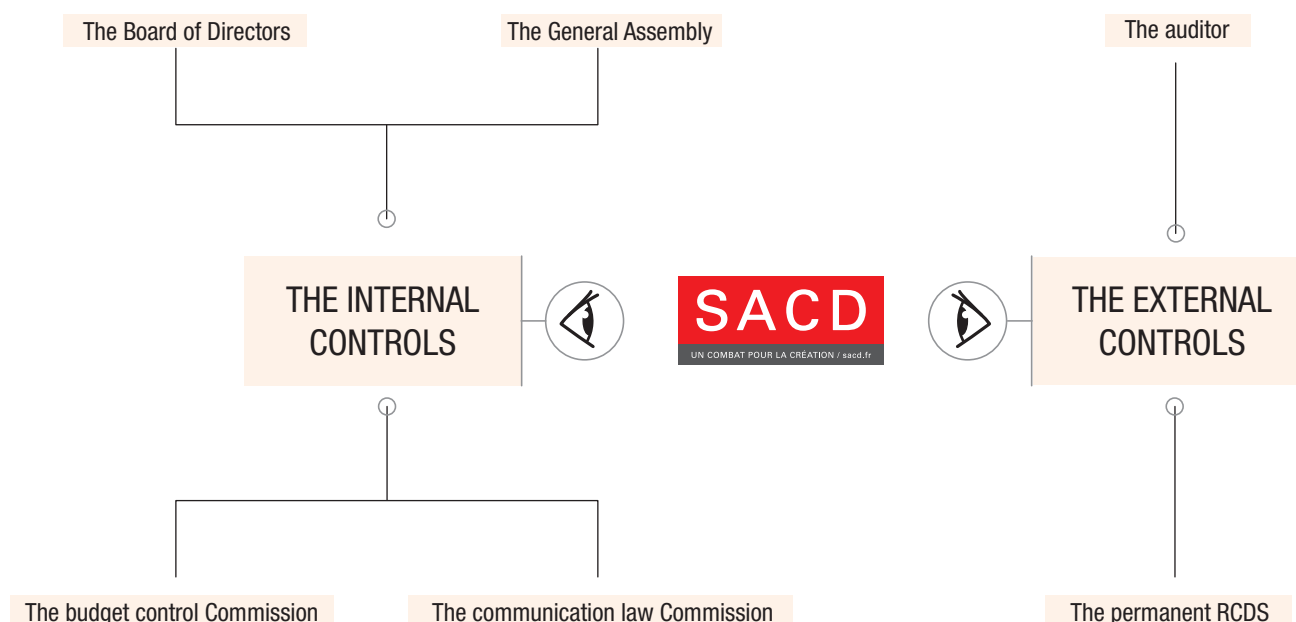 The Board of Directors
The General Assembly
The auditor
THE INTERNAL
CONTROLS
SACD
UN COMBAT POUR LA CRÉATION / sacd.fr
THE EXTERNAL
CONTROLS
The budget control Commission
The communication law Commission
The permanent RCDS